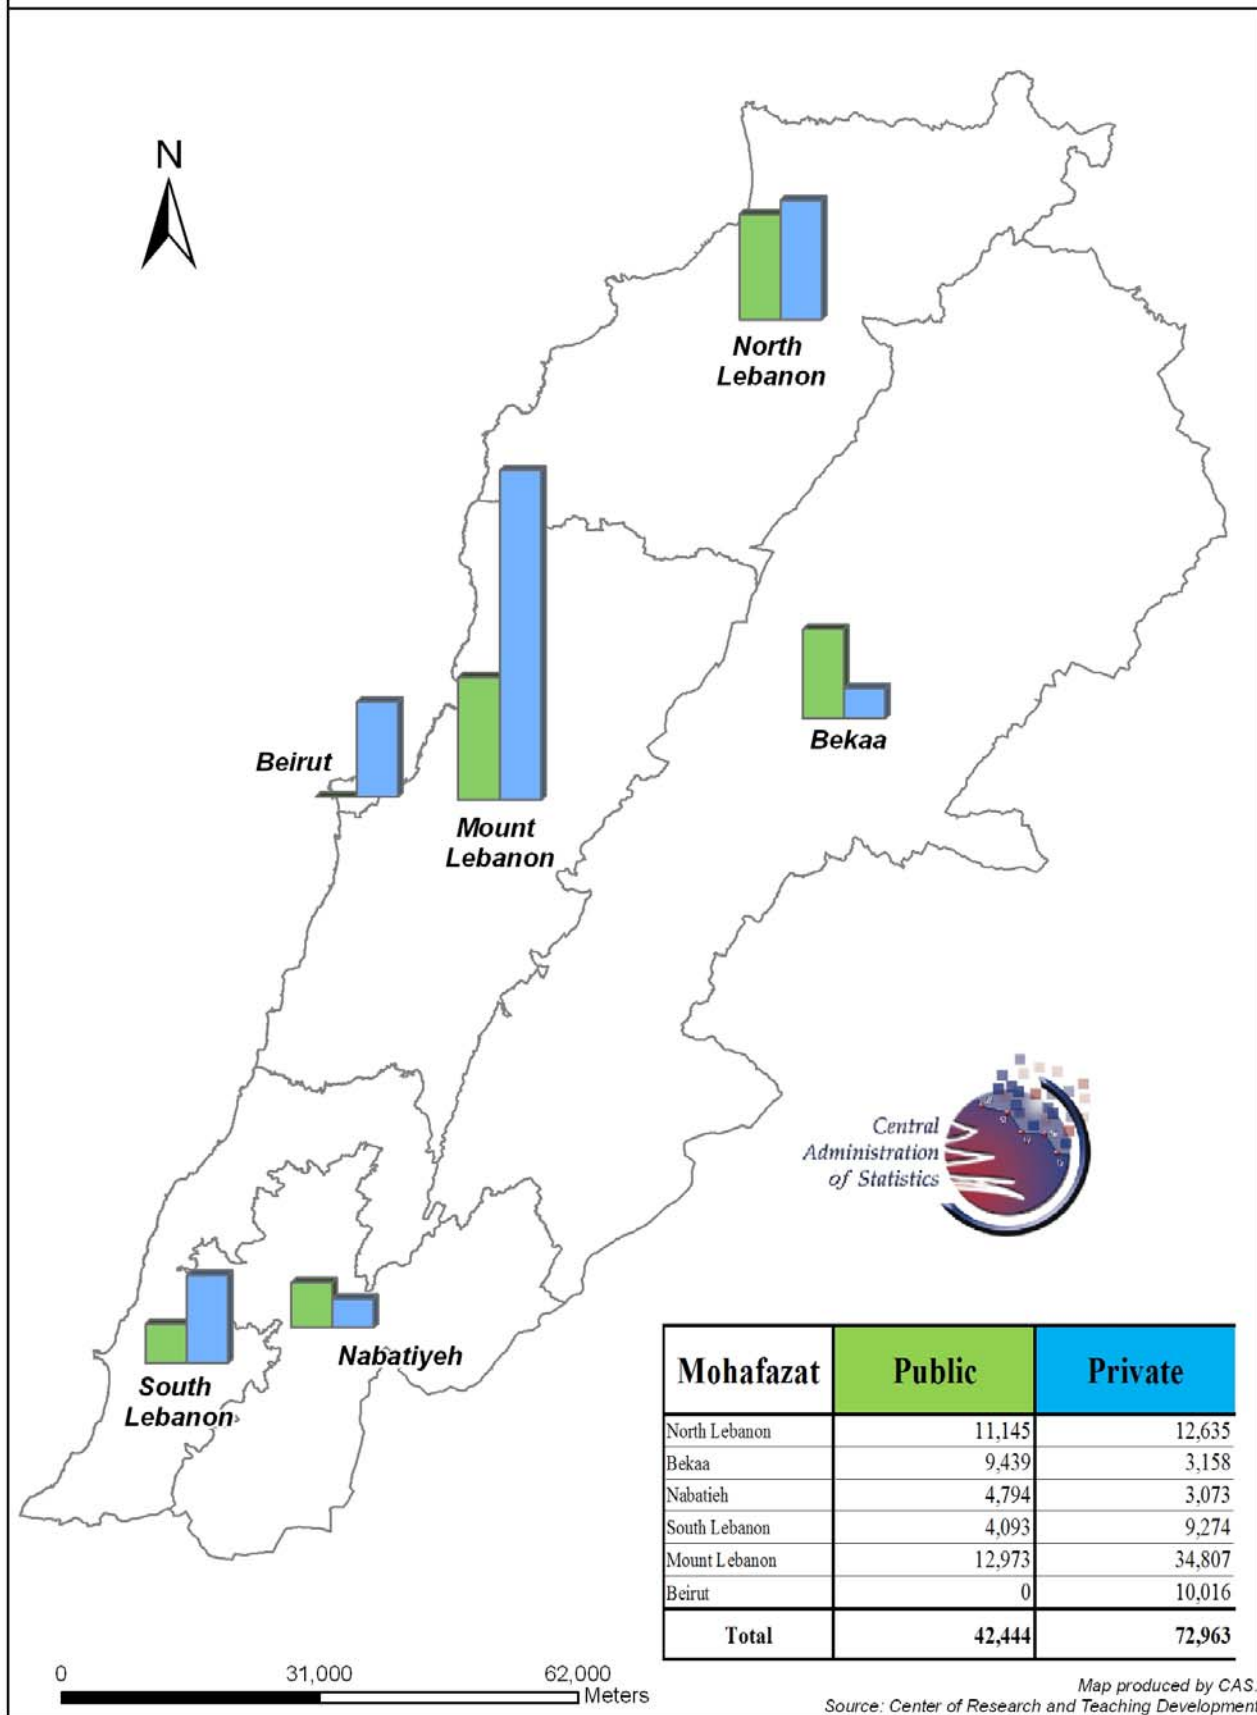 N
North
Lebanon
Bekaa
Beirut
Mount
Lebanon
Central
Administration
of Statistics
Nabatiyeh
South
Lebanon
Mohafazat Public Private
North Lebanon 11,145 12,635
Bekaa 9,439 3,158
Nabatieh 4,794 3,073
South Lebanon 4,093 9,274
Mount Lebanon 12,973 34,807
Beirut 0 10,016
Total 42,444 72,963
0 31,000 62,000
Meters
Map produced by CAS.
Source: Center of Research and Teaching Development